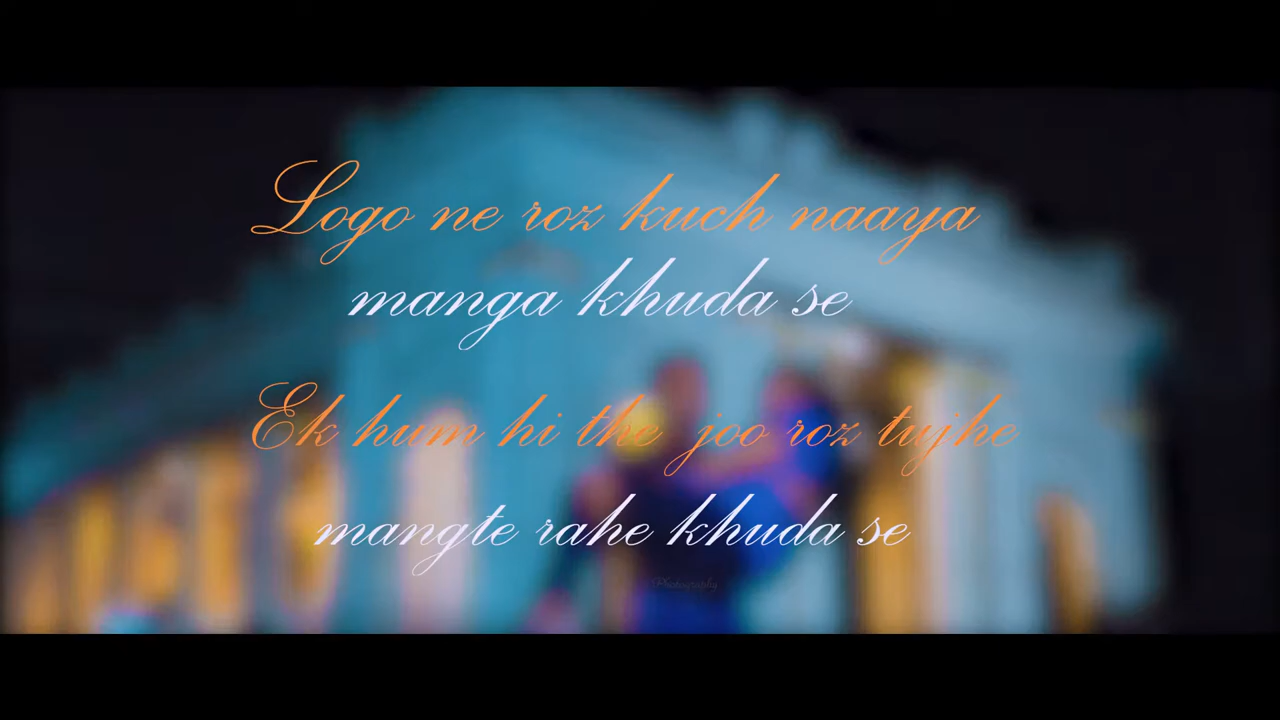 Logo ne roz kuch naaya
manga khuda se
Ek hum hi the joo roz tujhe
mangte rahe khuda se
Photography